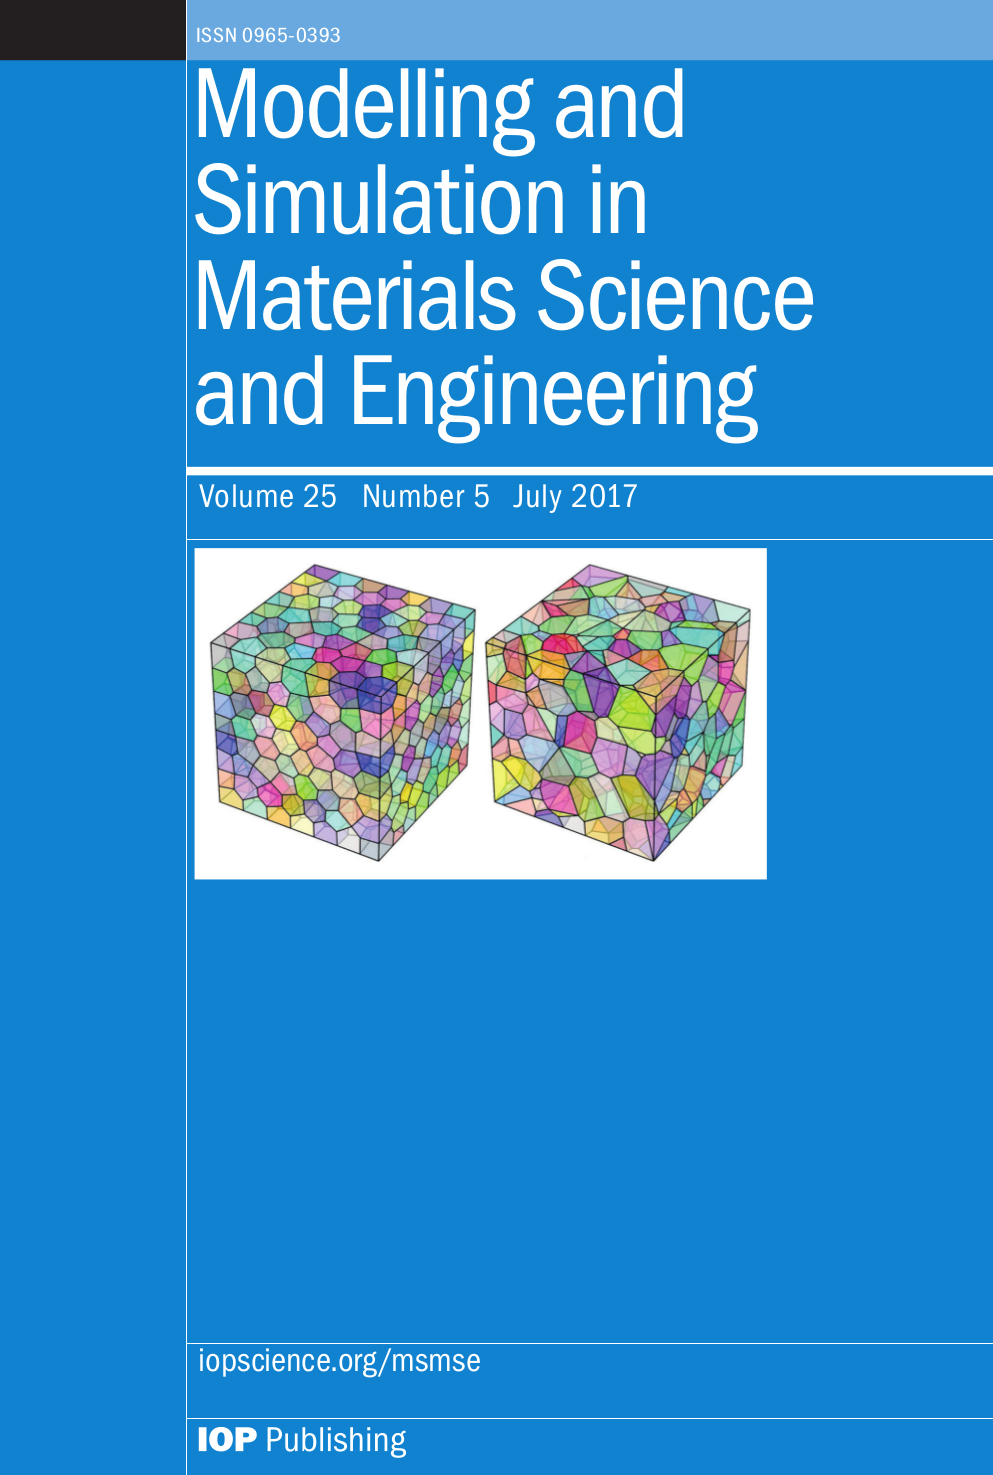 ISSN 0965-0393
Modelling and
Simulation in
Materials Science
and Engineering
Volume 25 Number 5 July 2017
iopscience.org/msmse
IOP Publishing